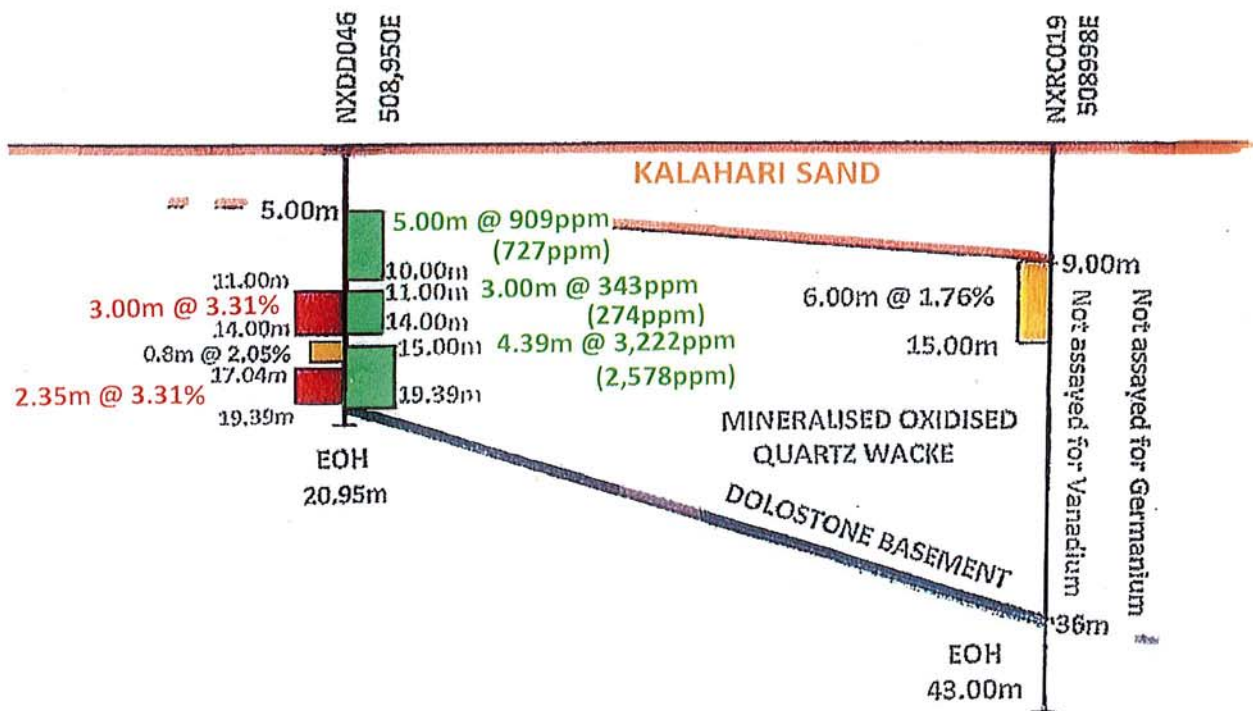 NXDD046
508,950E
NXRC019
508998E
KALAHARI SAND
5.00m
5.00m @ 909ppm
(727ppm)
10.00m
11.00m
11.00m
3.00m @ 3.31%
3.00m @ 343ppm
(274ppm)
14.00m
14.00m
0.8m @ 2.05%
15.00m
4.39m @ 3,222ppm
(2,578ppm)
17.04m
2.35m @ 3.31%
19.39m
19.39m
EOH
20.95m
9.00m
6.00m @ 1.76%
15.00m
Not assayed for Vanadium
Not assayed for Germanium
MINERALISED OXIDISED
QUARTZ WACKE
DOLOSTONE BASEMENT
36m
EOH
43.00m